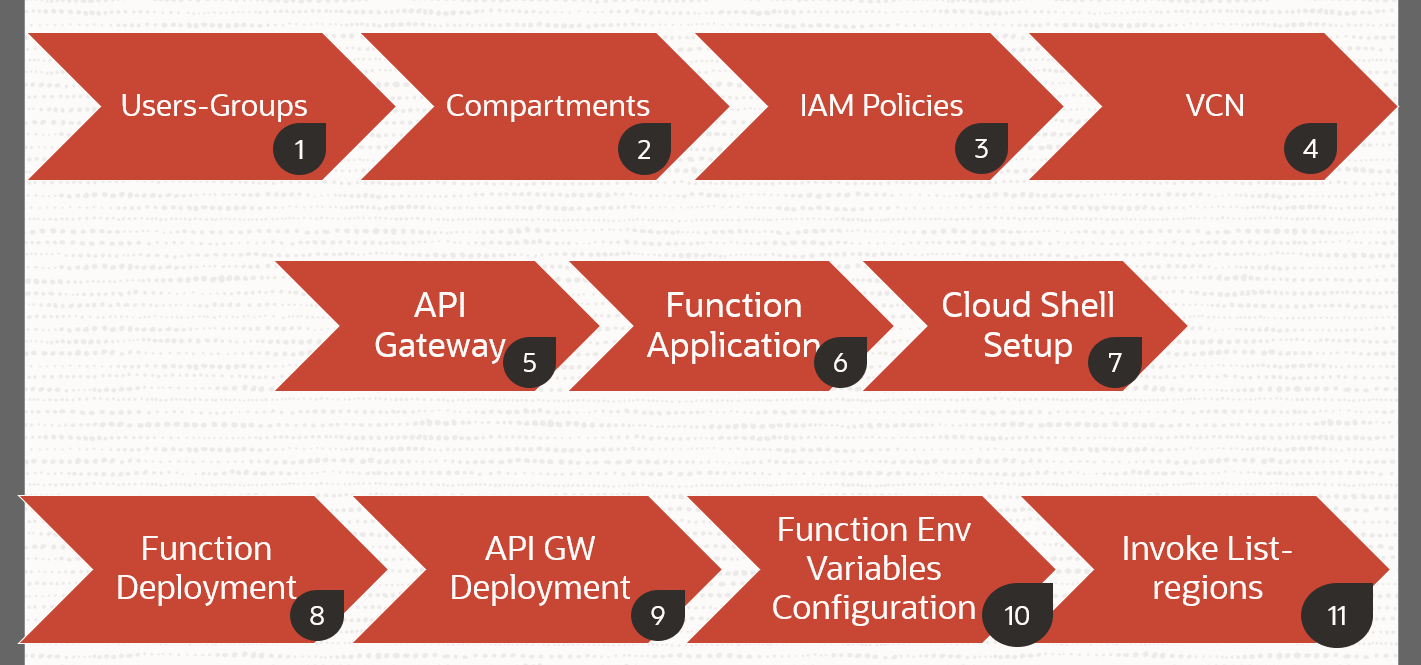 Users-Groups
1
Compartments
2
IAM Policies
3
VCN
4
API
Gateway
5
Function
Application
6
Cloud Shell
Setup
7
Function
Deployment
8
API GW
Deployment
9
Function Env
Variables
Configuration
10
Invoke List-
regions
11